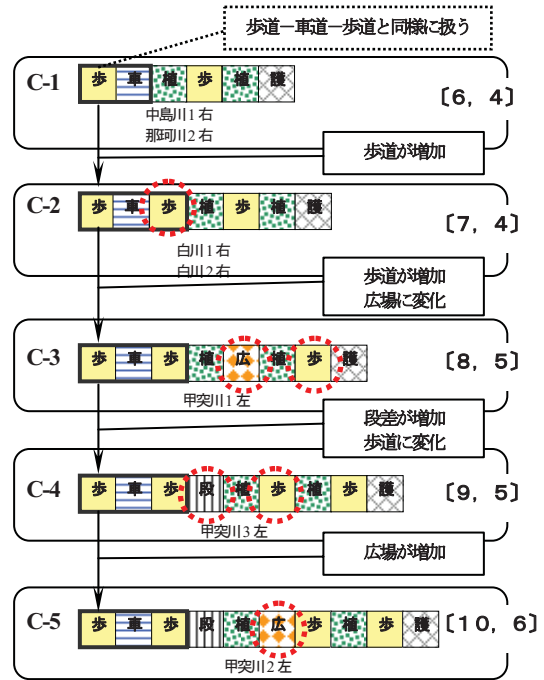 歩道－車道－歩道と同様に扱う
C-1 歩 車 植 歩 植 護 〔6, 4〕
中島川1右
那珂川2右
歩道が増加
C-2 歩 車 歩 植 歩 植 護 〔7, 4〕
白川1右
白川2右
歩道が増加
広場に変化
C-3 歩 車 歩 植 広 植 歩 護 〔8, 5〕
甲突川1左
段差が増加
歩道に変化
C-4 歩 車 歩 段 植 歩 植 歩 護 〔9, 5〕
甲突川3左
広場が増加
C-5 歩 車 歩 段 植 広 歩 植 歩 護 〔10, 6〕
甲突川2左